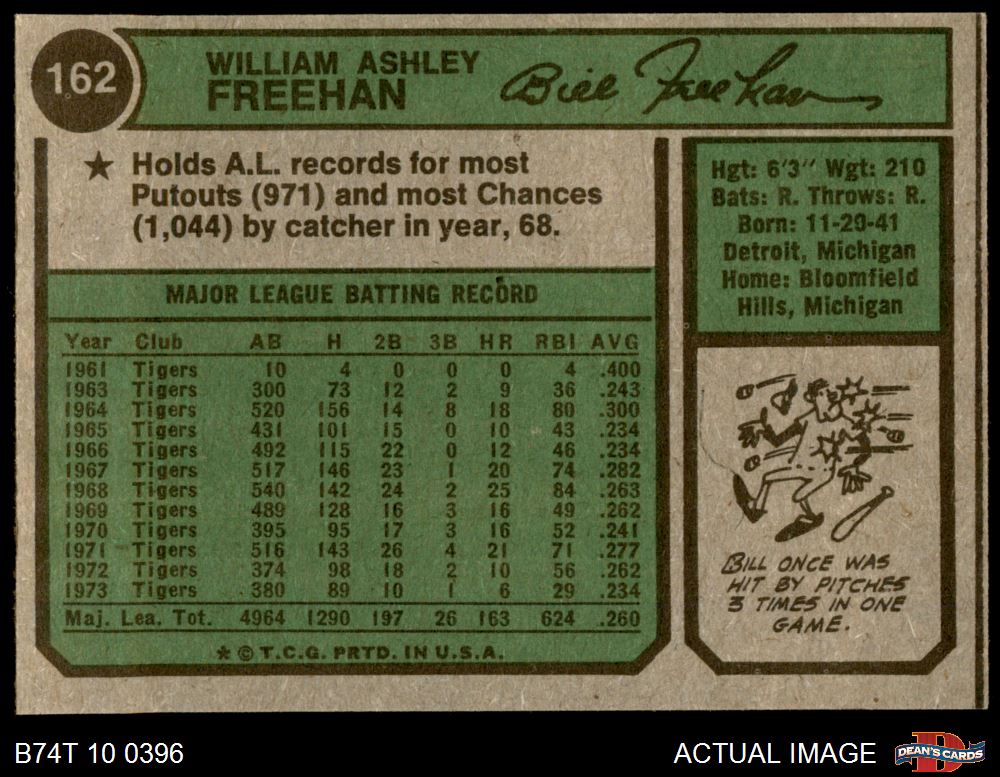 162
WILLIAM ASHLEY
FREEHAN
Bill Freehan
★ Holds A.L. records for most
Putouts (971) and most Chances
(1,044) by catcher in year, 68.
Hgt: 6'3" Wgt: 210
Bats: R. Throws: R.
Born: 11-29-41
Detroit, Michigan
Home: Bloomfield
Hills, Michigan
MAJOR LEAGUE BATTING RECORD
Year Club AB H 2B 3B HR RBI AVG
1961 Tigers 10 4 0 0 0 4 .400
1963 Tigers 300 73 12 2 9 36 .243
1964 Tigers 520 156 14 8 18 80 .300
1965 Tigers 431 101 15 0 10 43 .234
1966 Tigers 492 115 22 0 12 46 .234
1967 Tigers 517 146 23 1 20 74 .282
1968 Tigers 540 142 24 2 25 84 .263
1969 Tigers 489 128 16 3 16 49 .262
1970 Tigers 395 95 17 3 16 52 .241
1971 Tigers 516 143 26 4 21 71 .277
1972 Tigers 374 98 18 2 10 56 .262
1973 Tigers 380 89 10 1 6 29 .234
Maj. Lea. Tot. 4964 1290 197 26 163 624 .260
★ © T.C.G. PRTD. IN U.S.A.
BILL ONCE WAS
HIT BY PITCHES
3 TIMES IN ONE
GAME.
B74T 10 0396
ACTUAL IMAGE
D
DEAN'S CARDS